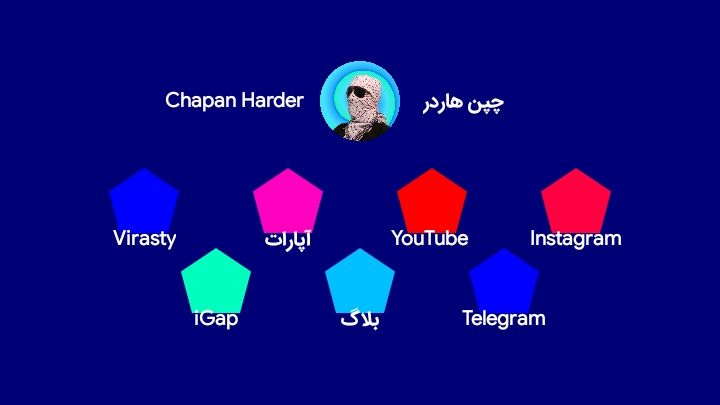 Chapan Harder
چپن هاردر
Virasty
آپارات
YouTube
Instagram
iGap
بلاگ
Telegram